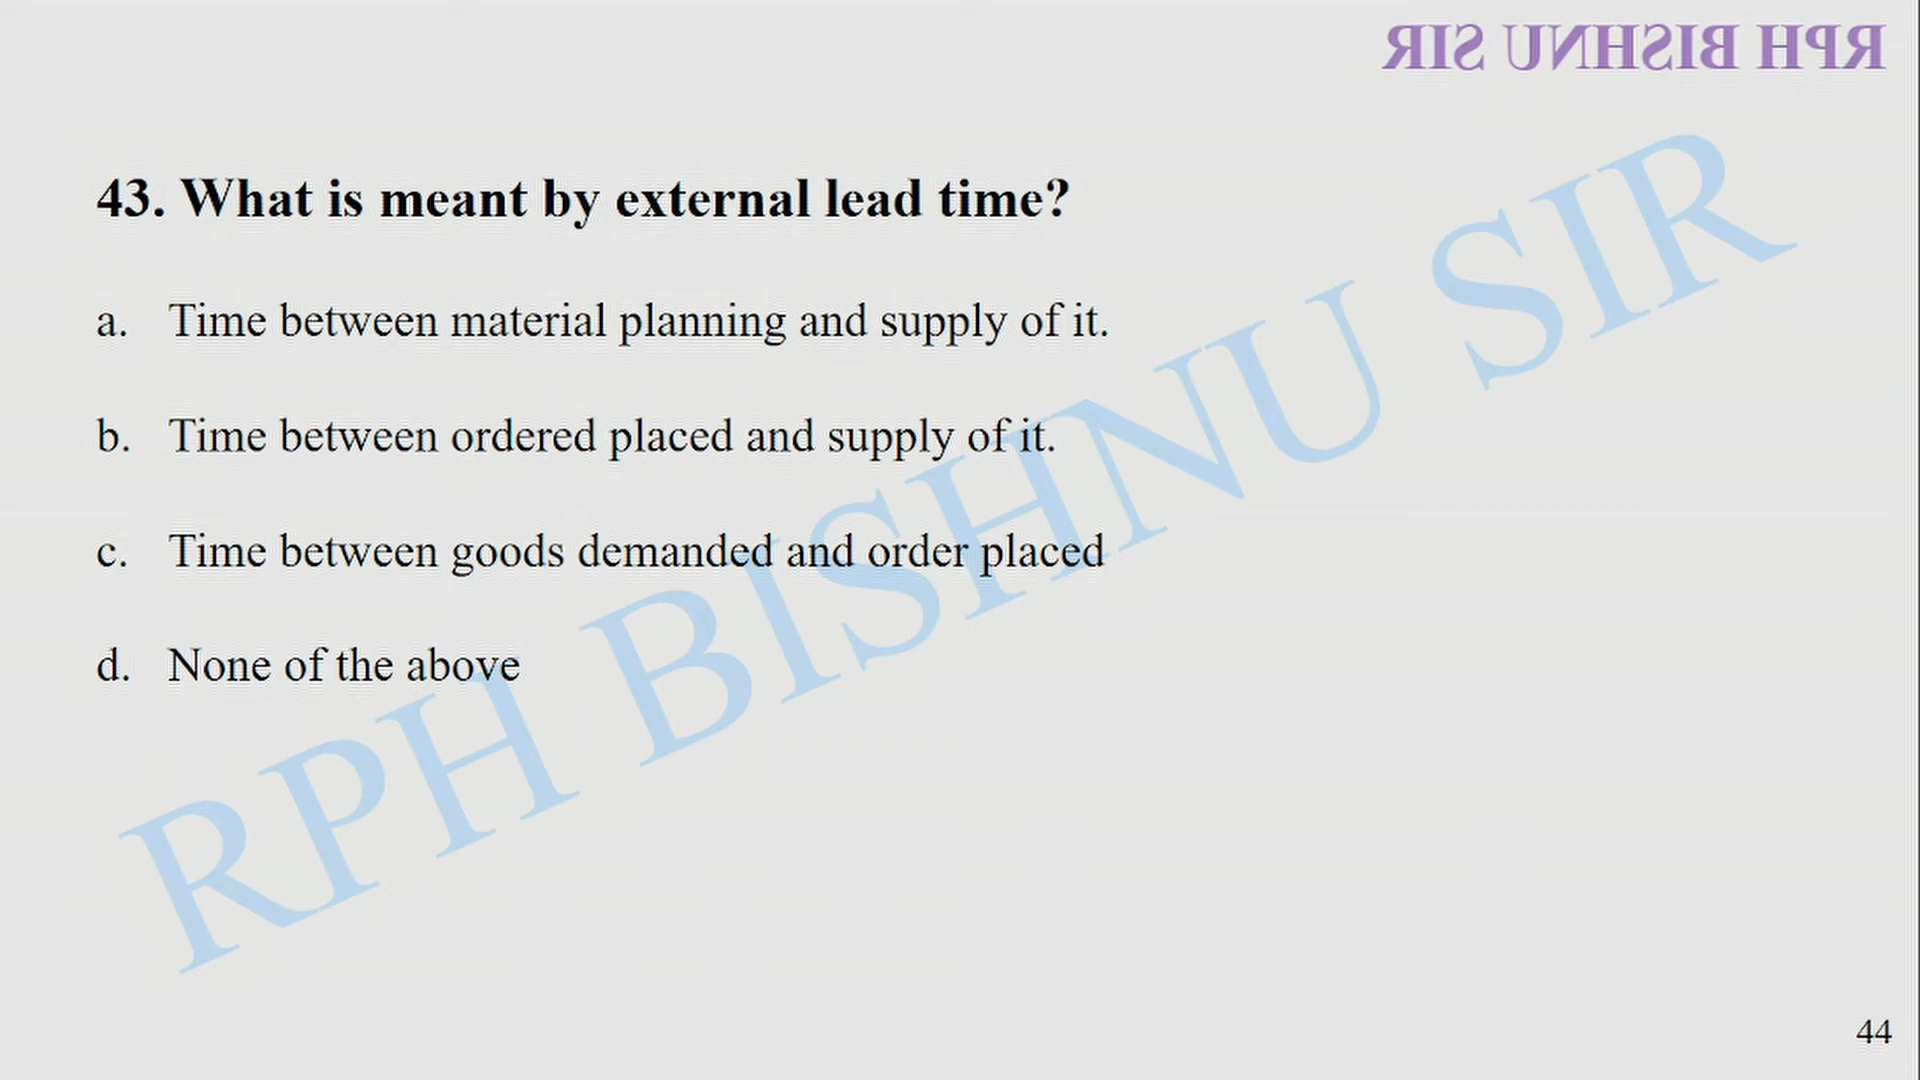 RPH BISHNU SIR
43. What is meant by external lead time?
a. Time between material planning and supply of it.
b. Time between ordered placed and supply of it.
c. Time between goods demanded and order placed
d. None of the above
RPH BISHNU SIR
44